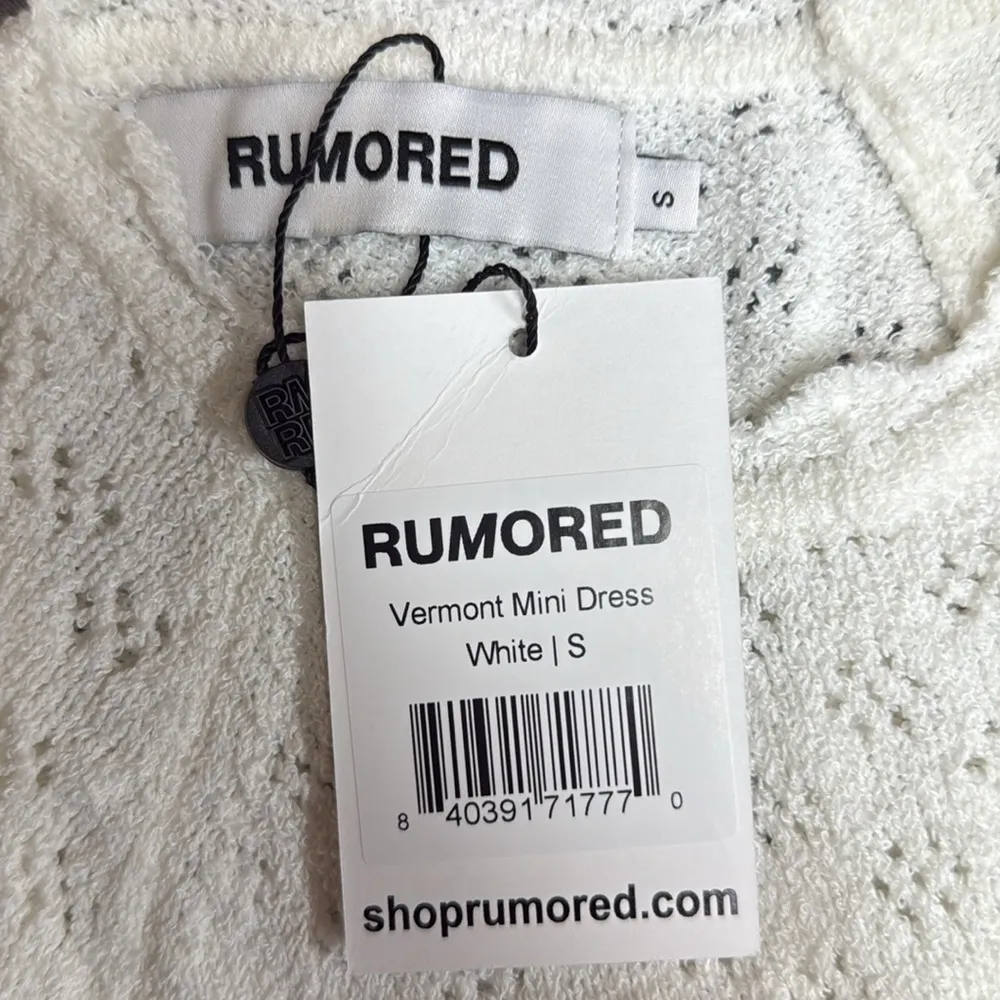 RUMORED
S
RUMORED
Vermont Mini Dress
White | S
8 40391 71777 0
shoprumored.com